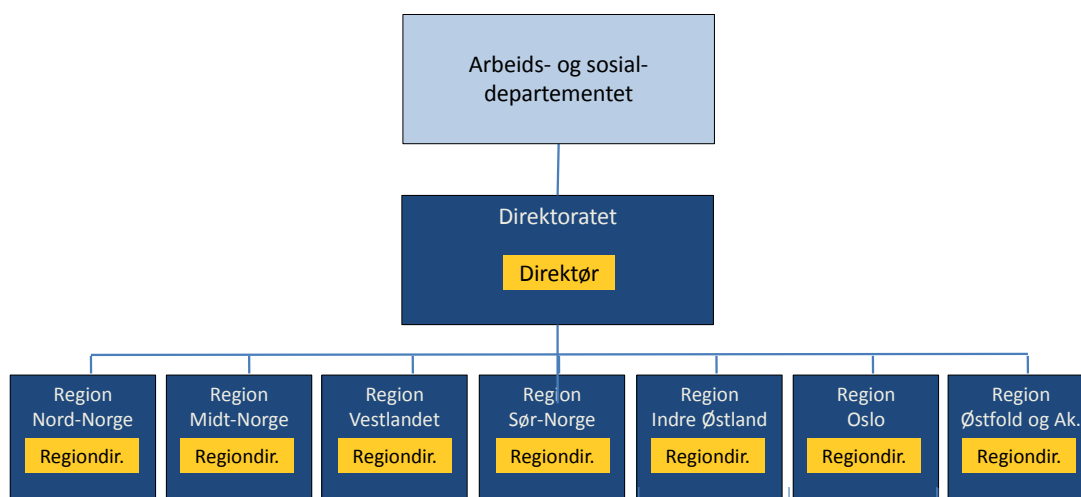 Arbeids- og sosial-
departementet
Direktoratet
Direktør
Region
Nord-Norge
Regiondir.
Region
Midt-Norge
Regiondir.
Region
Vestlandet
Regiondir.
Region
Sør-Norge
Regiondir.
Region
Indre Østland
Regiondir.
Region
Oslo
Regiondir.
Region
Østfold og Ak.
Regiondir.